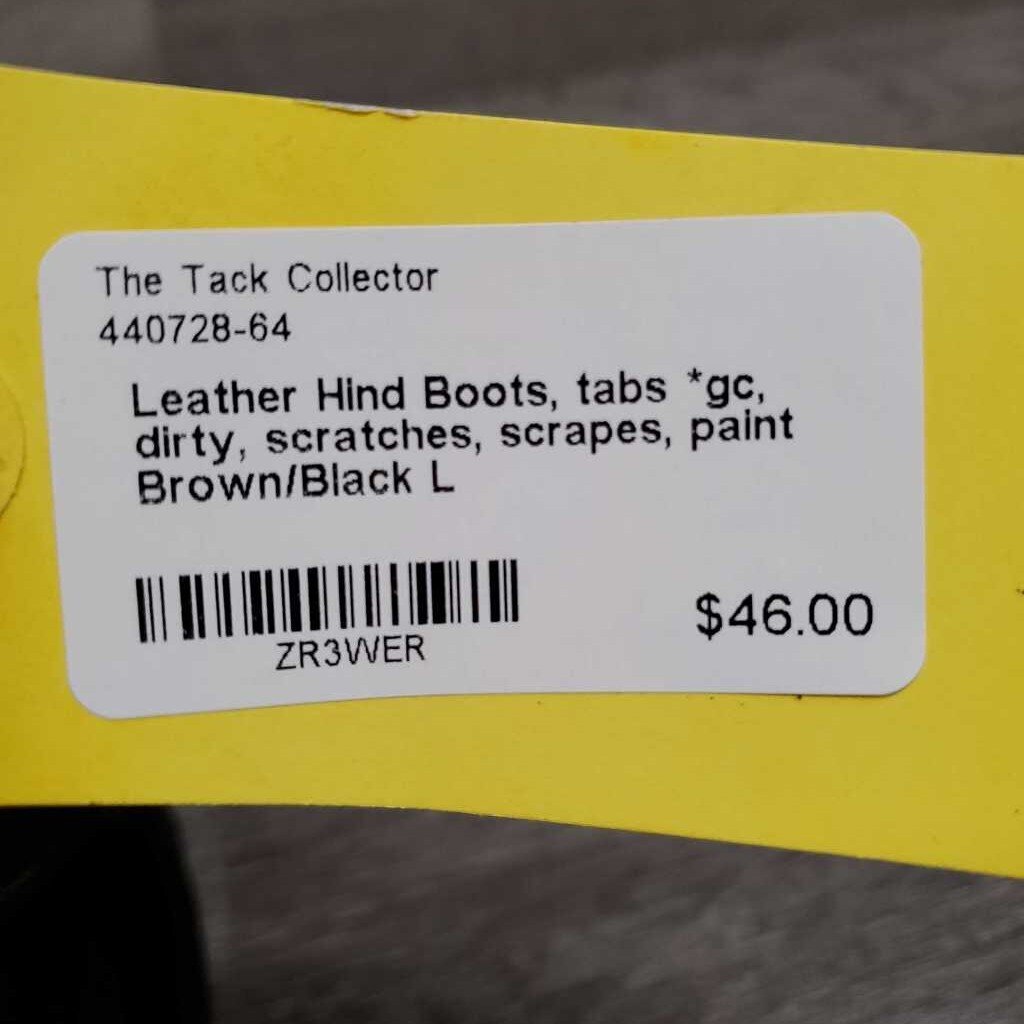 The Tack Collector
440728-64
Leather Hind Boots, tabs *gc,
dirty, scratches, scrapes, paint
Brown/Black L
ZR3WER
$46.00